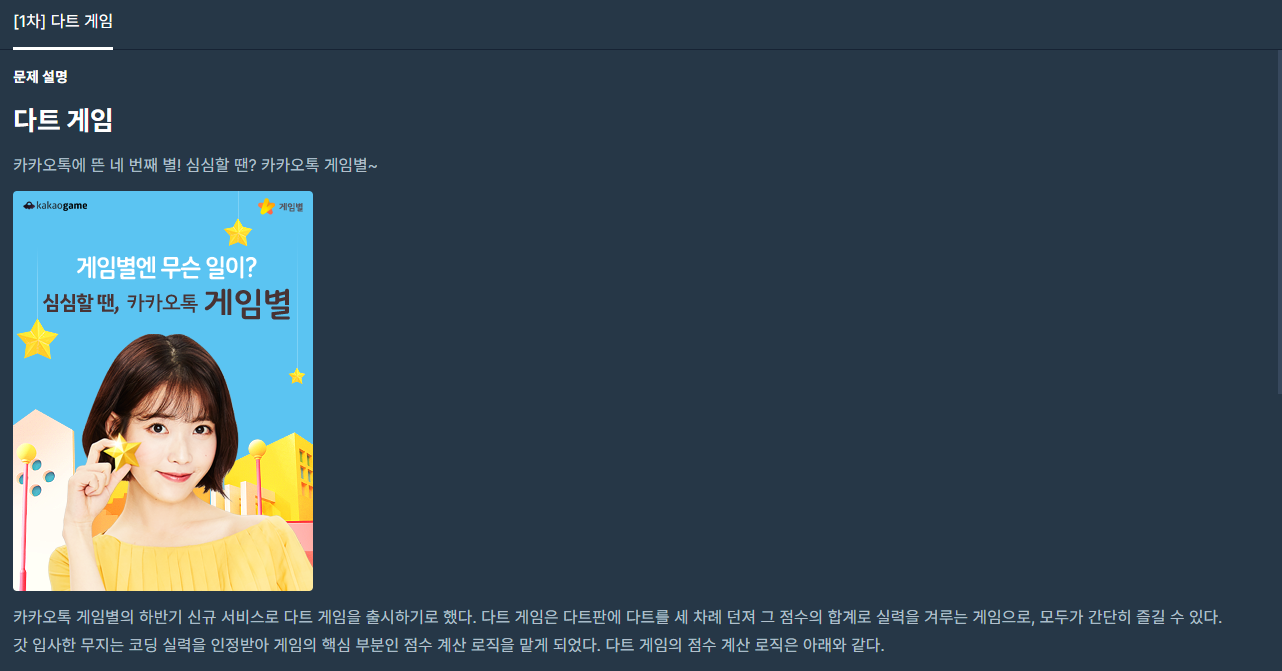 [1차] 다트 게임
문제 설명
다트 게임
카카오톡에 뜬 네 번째 별! 심심할 땐? 카카오톡 게임별~
kakaogame
게임별
게임별엔 무슨 일이?
심심할 땐, 카카오톡 게임별
카카오톡 게임별의 하반기 신규 서비스로 다트 게임을 출시하기로 했다. 다트 게임은 다트판에 다트를 세 차례 던져 그 점수의 합계로 실력을 겨루는 게임으로, 모두가 간단히 즐길 수 있다.
갓 입사한 무지는 코딩 실력을 인정받아 게임의 핵심 부분인 점수 계산 로직을 맡게 되었다. 다트 게임의 점수 계산 로직은 아래와 같다.